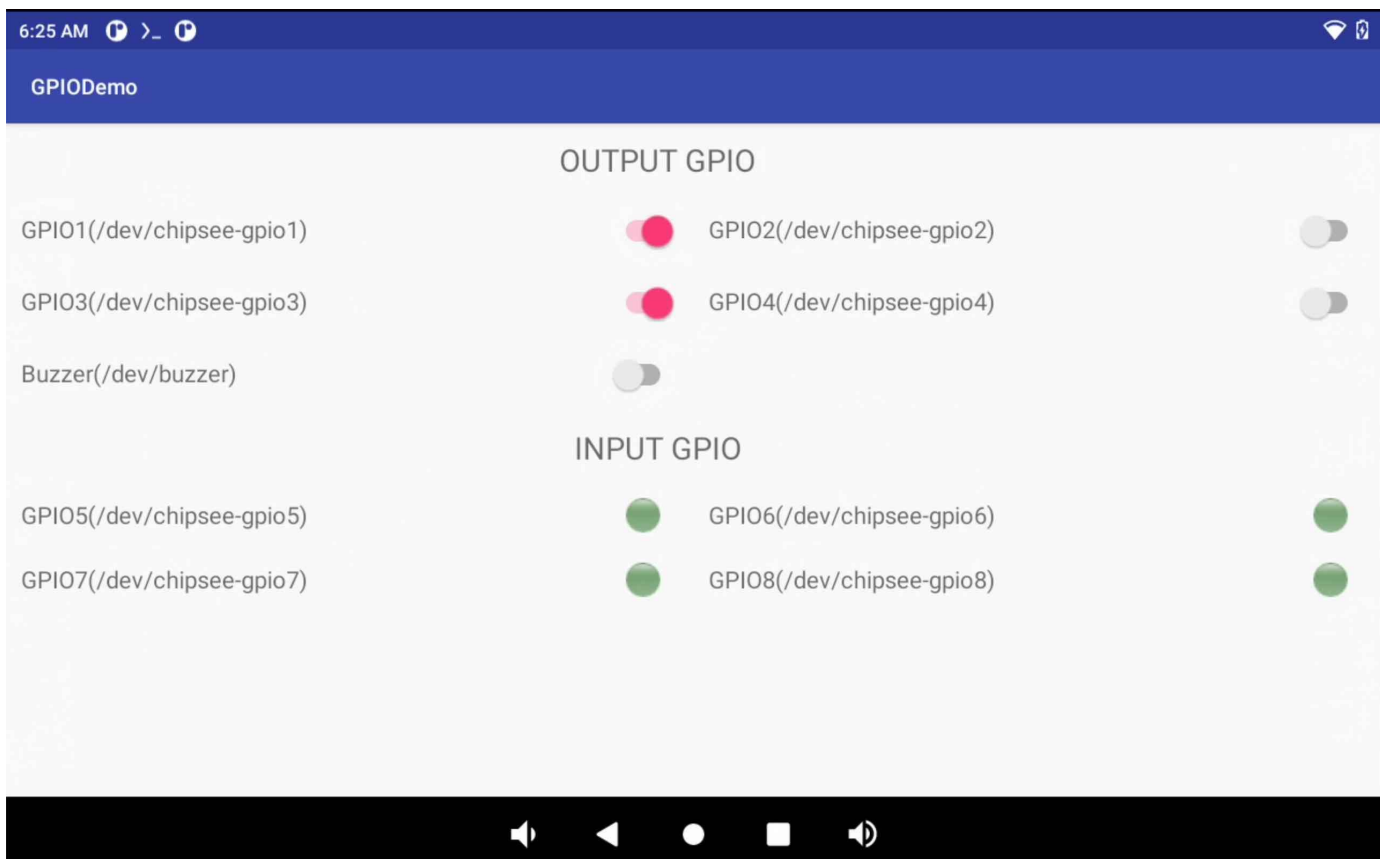 6:25 AM
GPIODemo
OUTPUT GPIO
GPIO1(/dev/chipsee-gpio1) GPIO2(/dev/chipsee-gpio2)
GPIO3(/dev/chipsee-gpio3) GPIO4(/dev/chipsee-gpio4)
Buzzer(/dev/buzzer)
INPUT GPIO
GPIO5(/dev/chipsee-gpio5) GPIO6(/dev/chipsee-gpio6)
GPIO7(/dev/chipsee-gpio7) GPIO8(/dev/chipsee-gpio8)